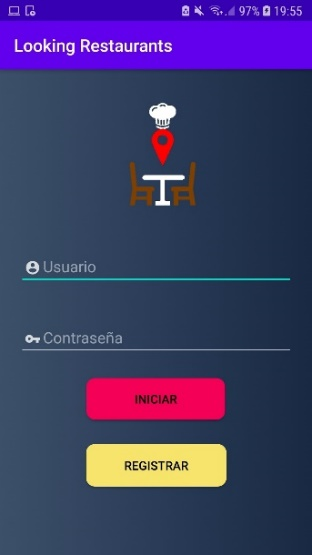 97% 19:55
Looking Restaurants
Usuario
Contraseña
INICIAR
REGISTRAR